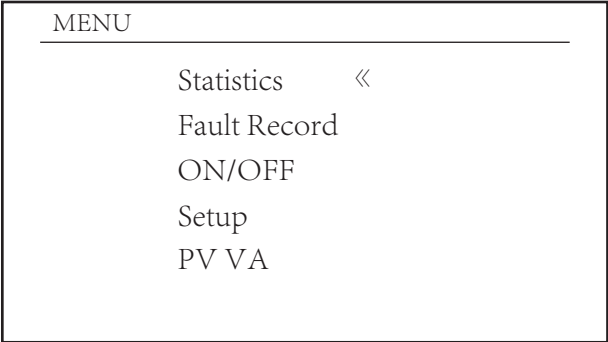 MENU
Statistics «
Fault Record
ON/OFF
Setup
PV VA